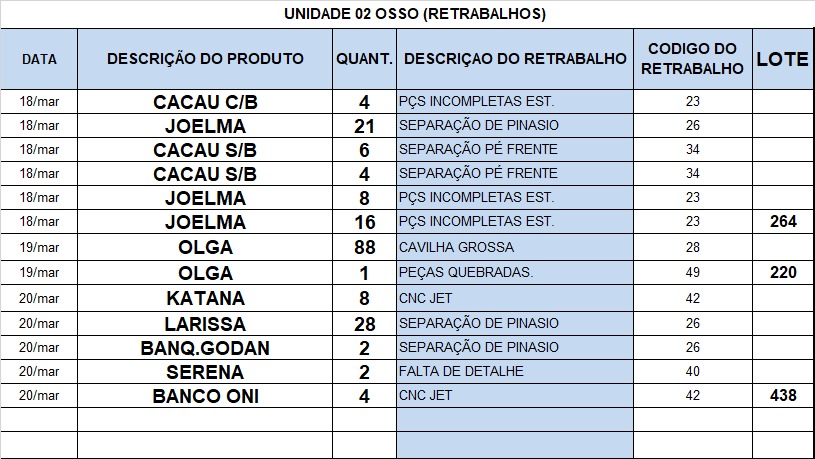 UNIDADE 02 OSSO (RETRABALHOS)
DATA DESCRIÇÃO DO PRODUTO QUANT. DESCRIÇAO DO RETRABALHO CODIGO DO RETRABALHO LOTE
18/mar CACAU C/B 4 PÇS INCOMPLETAS EST. 23
18/mar JOELMA 21 SEPARAÇÃO DE PINASIO 26
18/mar CACAU S/B 6 SEPARAÇÃO PÉ FRENTE 34
18/mar CACAU S/B 4 SEPARAÇÃO PÉ FRENTE 34
18/mar JOELMA 8 PÇS INCOMPLETAS EST. 23
18/mar JOELMA 16 PÇS INCOMPLETAS EST. 23 264
19/mar OLGA 88 CAVILHA GROSSA 28
19/mar OLGA 1 PEÇAS QUEBRADAS. 49 220
20/mar KATANA 8 CNC JET 42
20/mar LARISSA 28 SEPARAÇÃO DE PINASIO 26
20/mar BANQ.GODAN 2 SEPARAÇÃO DE PINASIO 26
20/mar SERENA 2 FALTA DE DETALHE 40
20/mar BANCO ONI 4 CNC JET 42 438